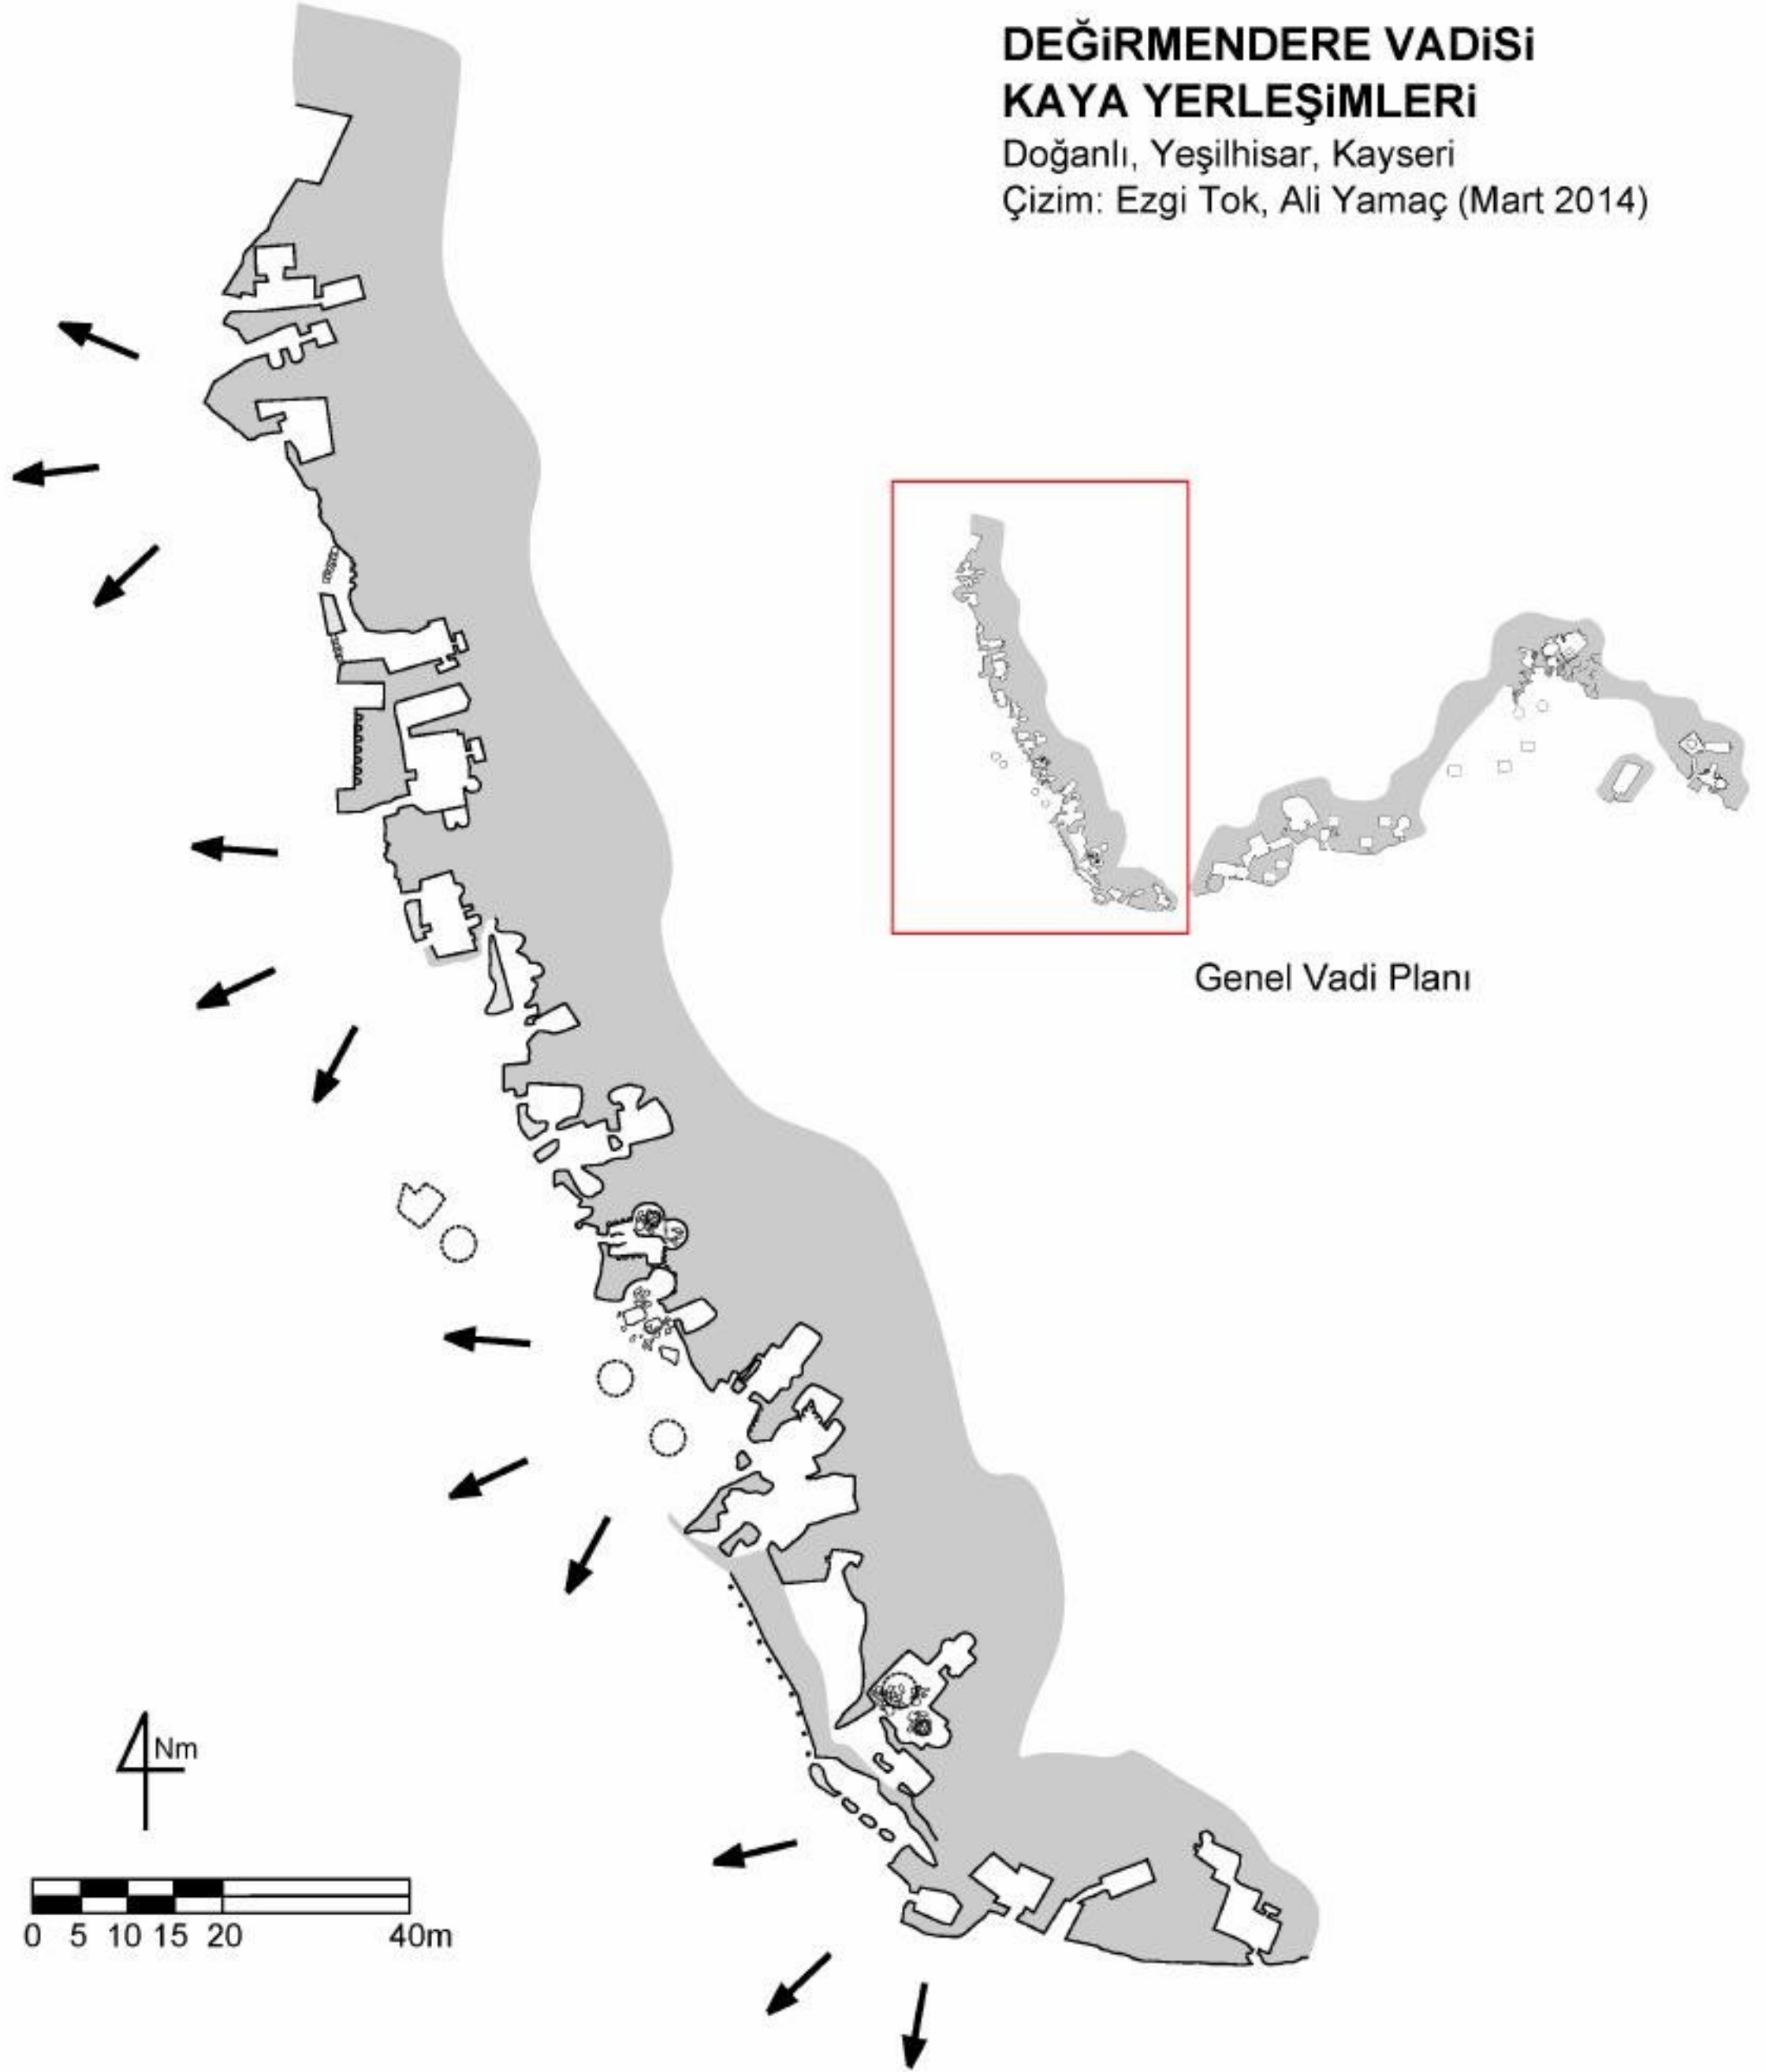 DEĞiRMENDERE VADiSi
KAYA YERLEŞiMLERi
Doğanlı, Yeşilhisar, Kayseri
Çizim: Ezgi Tok, Ali Yamaç (Mart 2014)
Genel Vadi Planı
Nm
0 5 10 15 20 40m